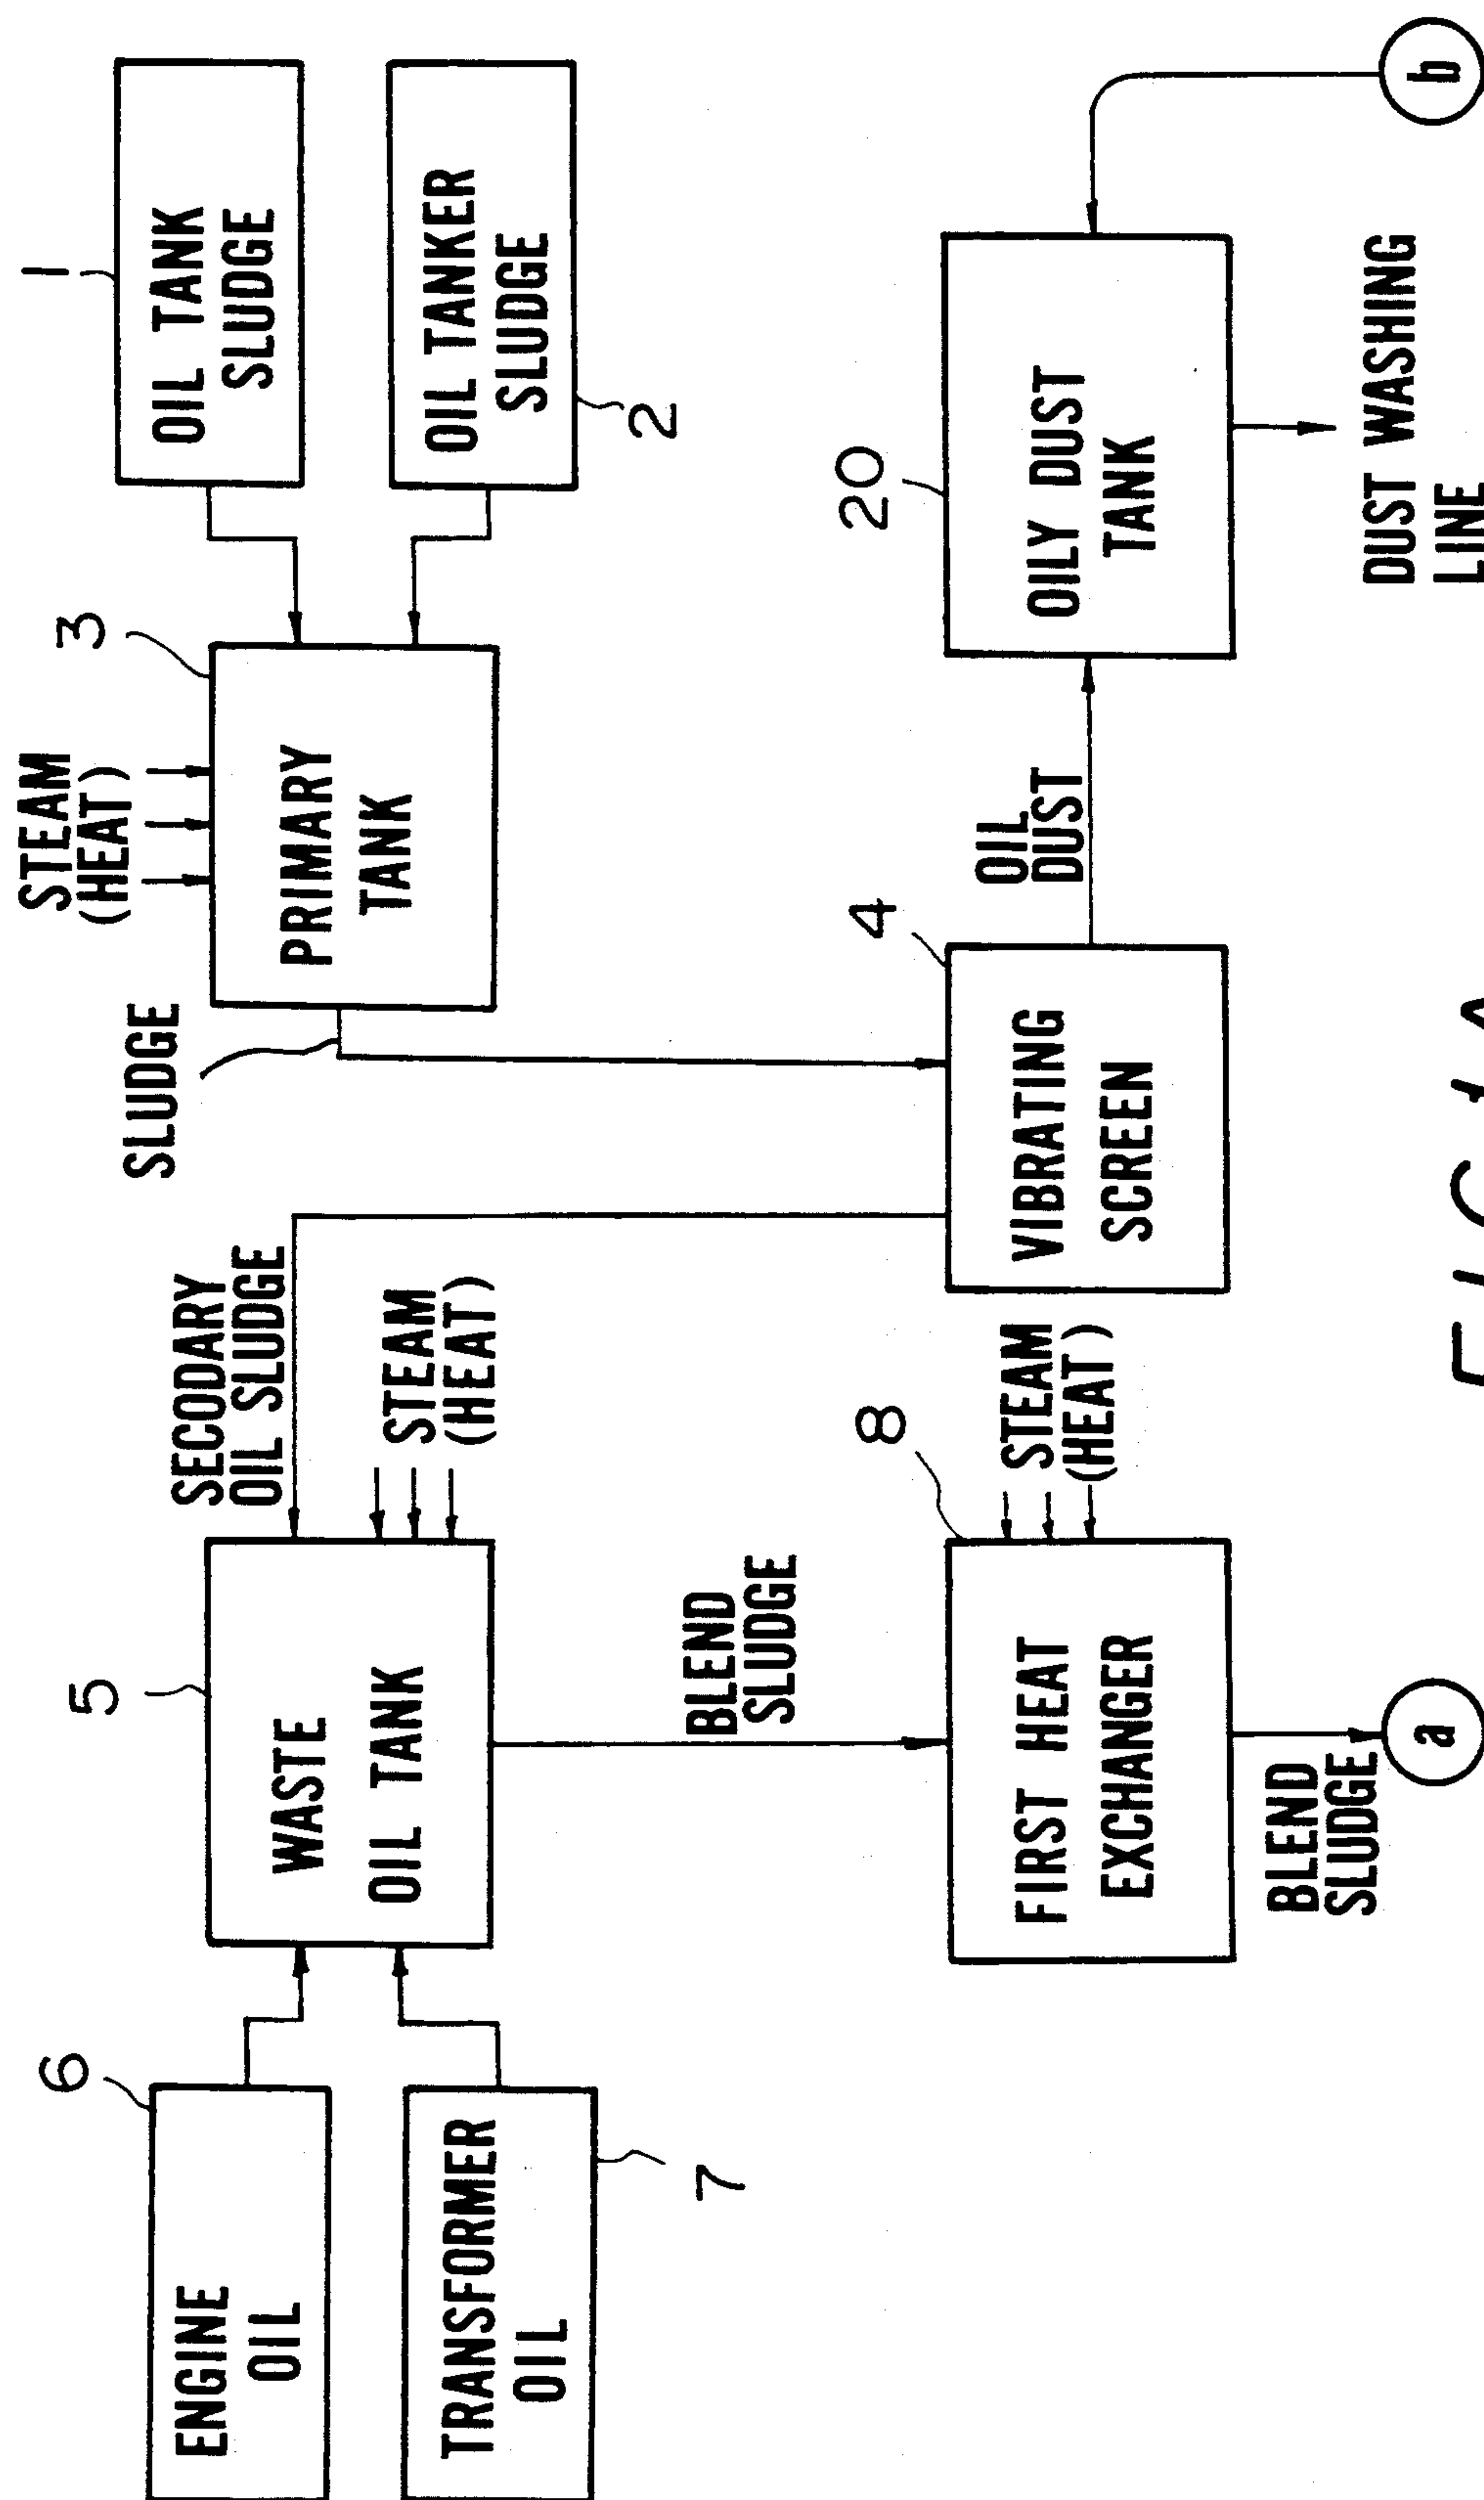 6
ENGINE
OIL
TRANSFORMER
OIL
7
5
WASTE
OIL TANK
SECODARY
OIL SLUDGE
STEAM
(HEAT)
SLUDGE
STEAM
(HEAT)
3
PRIMARY
TANK
1
OIL TANK
SLUDGE
OIL TANKER
SLUDGE
2
BLEND
SLUDGE
8
FIRST HEAT
EXCHANGER
STEAM
(HEAT)
4
VIBRATING
SCREEN
OIL
DUST
20
OILY DUST
TANK
BLEND
SLUDGE
a
DUST WASHING
LINE
b